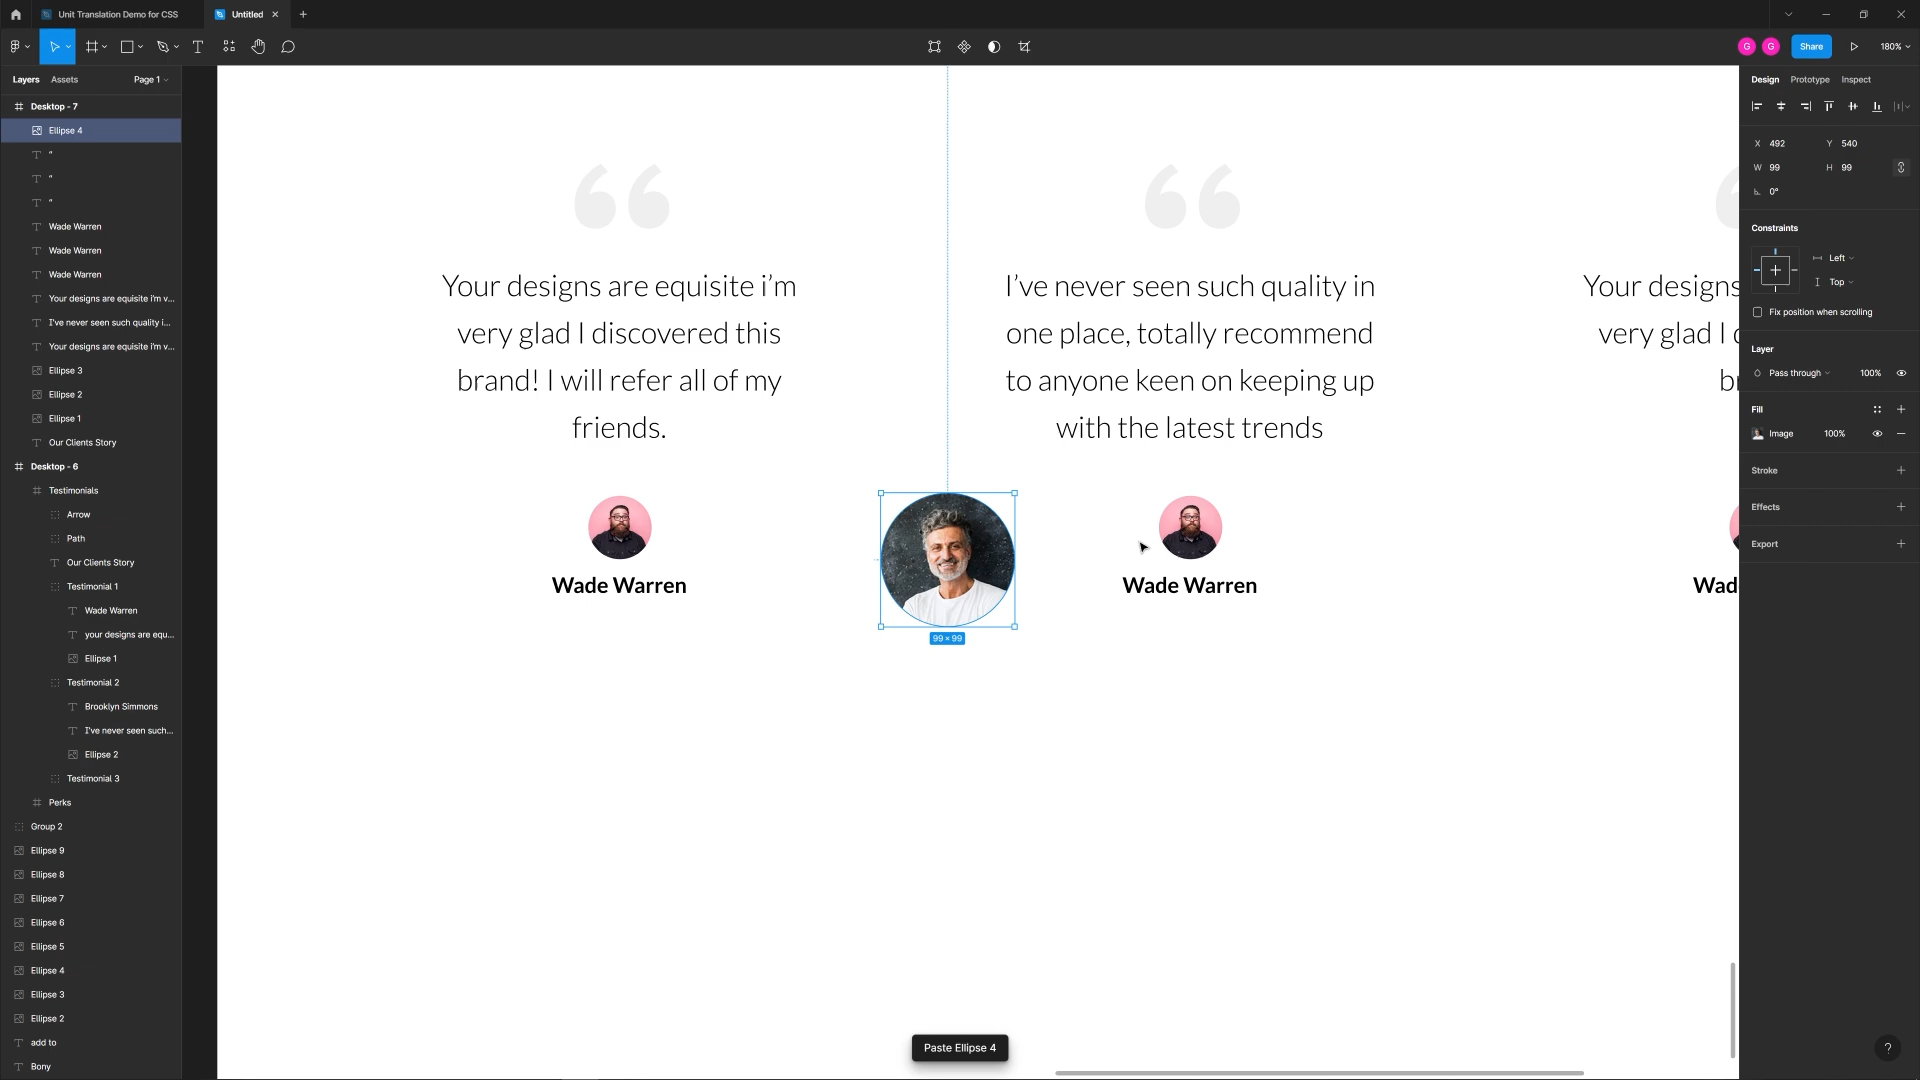 Unit Translation Demo for CSS
Untitled
Share
180%
Layers
Assets
Page 1
Design
Prototype
Inspect
Desktop - 7
Ellipse 4
“
“
“
Wade Warren
Wade Warren
Wade Warren
Your designs are equisite i’m v...
I’ve never seen such quality i...
Your designs are equisite i’m v...
Ellipse 3
Ellipse 2
Ellipse 1
Our Clients Story
Desktop - 6
Testimonials
Arrow
Path
Our Clients Story
Testimonial 1
Wade Warren
your designs are equ...
Ellipse 1
Testimonial 2
Brooklyn Simmons
I’ve never seen such...
Ellipse 2
Testimonial 3
Perks
Group 2
Ellipse 9
Ellipse 8
Ellipse 7
Ellipse 6
Ellipse 5
Ellipse 4
Ellipse 3
Ellipse 2
add to
Bony
“
Your designs are equisite i’m
very glad I discovered this
brand! I will refer all of my
friends.
Wade Warren
99 × 99
“
I’ve never seen such quality in
one place, totally recommend
to anyone keen on keeping up
with the latest trends
Wade Warren
Your designs
very glad I d
br
Wad
Paste Ellipse 4
X 492 Y 540
W 99 H 99
0°
Constraints
Left
Top
Fix position when scrolling
Layer
Pass through 100%
Fill
Image 100%
Stroke
Effects
Export
G
G
?